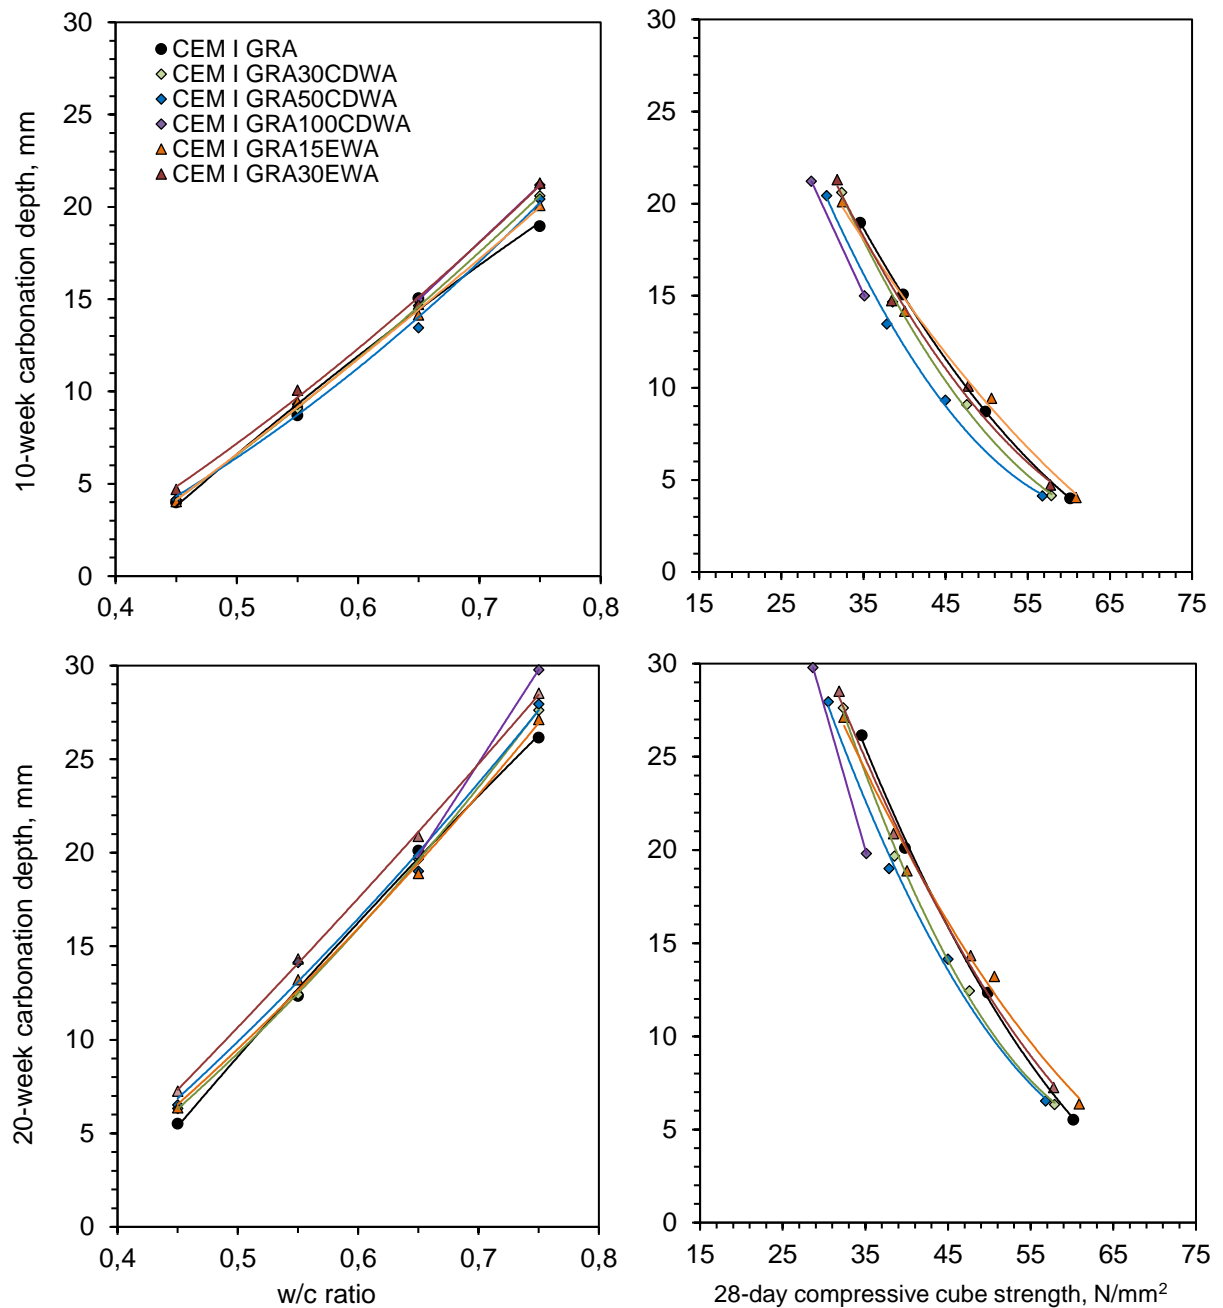 10-week carbonation depth, mm
30
25
20
15
10
5
0
0,4 0,5 0,6 0,7 0,8
CEM I GRA
CEM I GRA30CDWA
CEM I GRA50CDWA
CEM I GRA100CDWA
CEM I GRA15EWA
CEM I GRA30EWA
30
25
20
15
10
5
0
15 25 35 45 55 65 75
20-week carbonation depth, mm
30
25
20
15
10
5
0
0,4 0,5 0,6 0,7 0,8
w/c ratio
30
25
20
15
10
5
0
15 25 35 45 55 65 75
28-day compressive cube strength, N/mm²